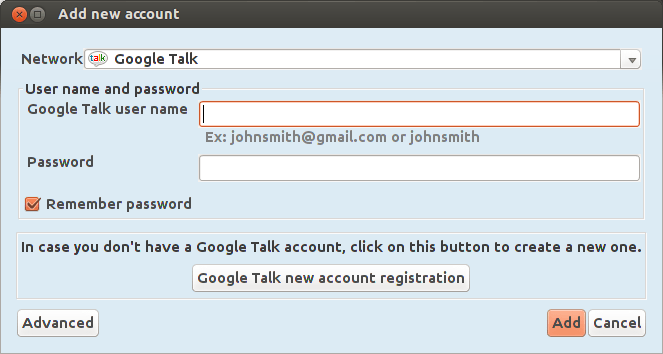 Add new account
Network talk Google Talk
User name and password
Google Talk user name
Ex: johnsmith@gmail.com or johnsmith
Password
Remember password
In case you don't have a Google Talk account, click on this button to create a new one.
Google Talk new account registration
Advanced Add Cancel